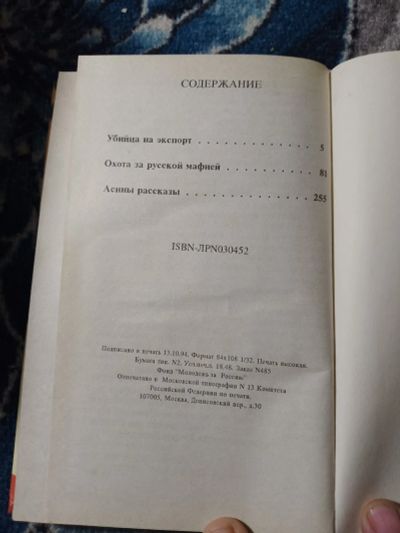 СОДЕРЖАНИЕ
Убийца на экспорт . . . . . . . . . . . . . 5
Охота за русской мафией . . . . . . . . . . 81
Асины рассказы . . . . . . . . . . . . . . 255
ISBN-ЛРN030452
Подписано в печать 13.10.94. Формат 84х108 1/32. Печать высокая.
Бумага тип. N2. Усл.печ.л. 18.48. Заказ N485
Фонд "Молодежь за Россию"
Отпечатано в Московской типографии N 13 Комитета
Российской Федерации по печати.
107005, Москва, Денисовский пер., д.30